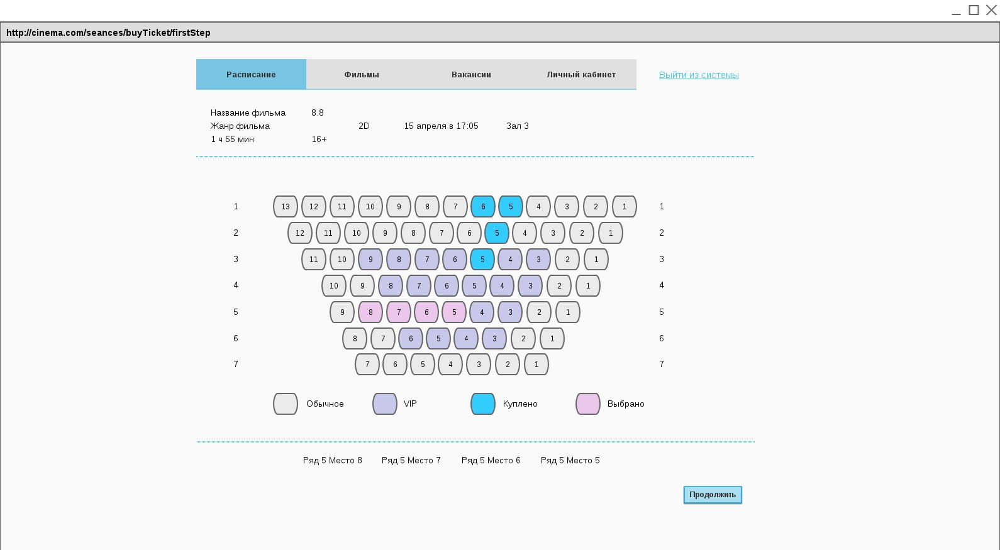 http://cinema.com/seances/buyTicket/firstStep
Расписание Фильмы Вакансии Личный кабинет Выйти из системы
Название фильма 8.8
Жанр фильма 2D 15 апреля в 17:05 Зал 3
1 ч 55 мин 16+
1 13 12 11 10 9 8 7 6 5 4 3 2 1 1
2 12 11 10 9 8 7 6 5 4 3 2 1 2
3 11 10 9 8 7 6 5 4 3 2 1 3
4 10 9 8 7 6 5 4 3 2 1 4
5 9 8 7 6 5 4 3 2 1 5
6 8 7 6 5 4 3 2 1 6
7 7 6 5 4 3 2 1 7
Обычное VIP Куплено Выбрано
Ряд 5 Место 8 Ряд 5 Место 7 Ряд 5 Место 6 Ряд 5 Место 5
Продолжить